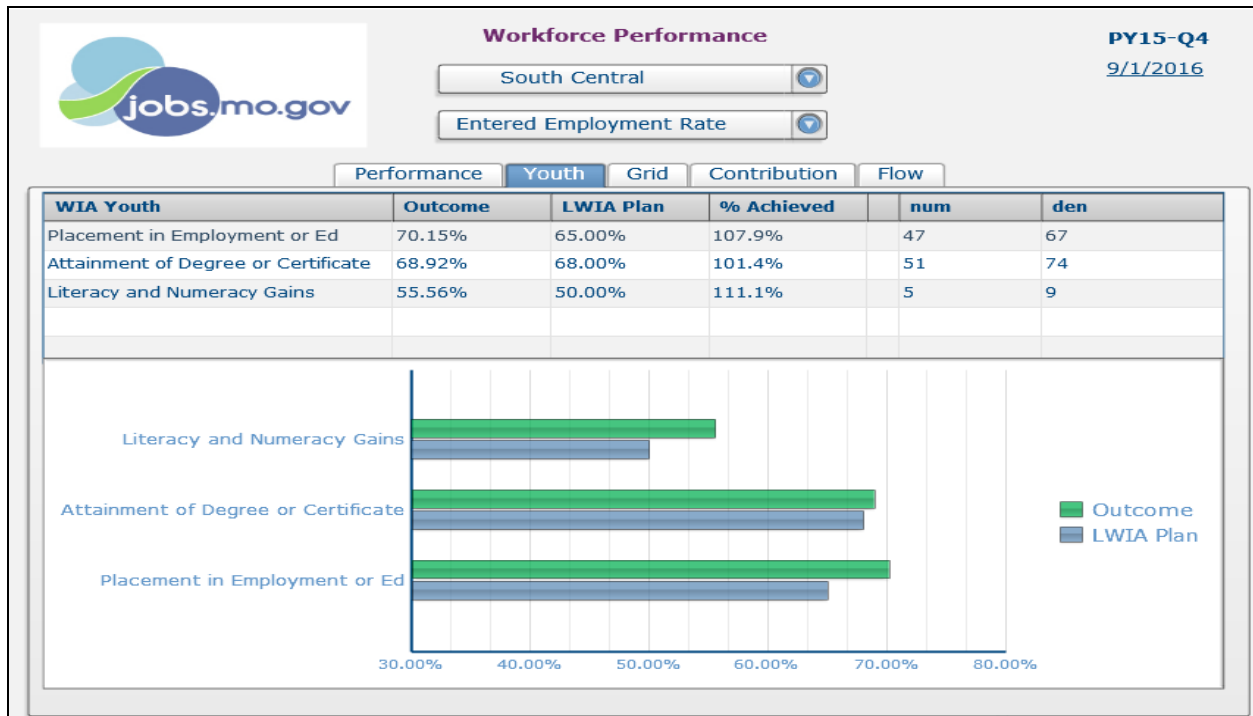 jobs.mo.gov
Workforce Performance
South Central
Entered Employment Rate
PY15-Q4
9/1/2016
Performance Youth Grid Contribution Flow
WIA Youth Outcome LWIA Plan % Achieved num den
Placement in Employment or Ed 70.15% 65.00% 107.9% 47 67
Attainment of Degree or Certificate 68.92% 68.00% 101.4% 51 74
Literacy and Numeracy Gains 55.56% 50.00% 111.1% 5 9
Literacy and Numeracy Gains
Attainment of Degree or Certificate
Placement in Employment or Ed
Outcome
LWIA Plan
30.00% 40.00% 50.00% 60.00% 70.00% 80.00%